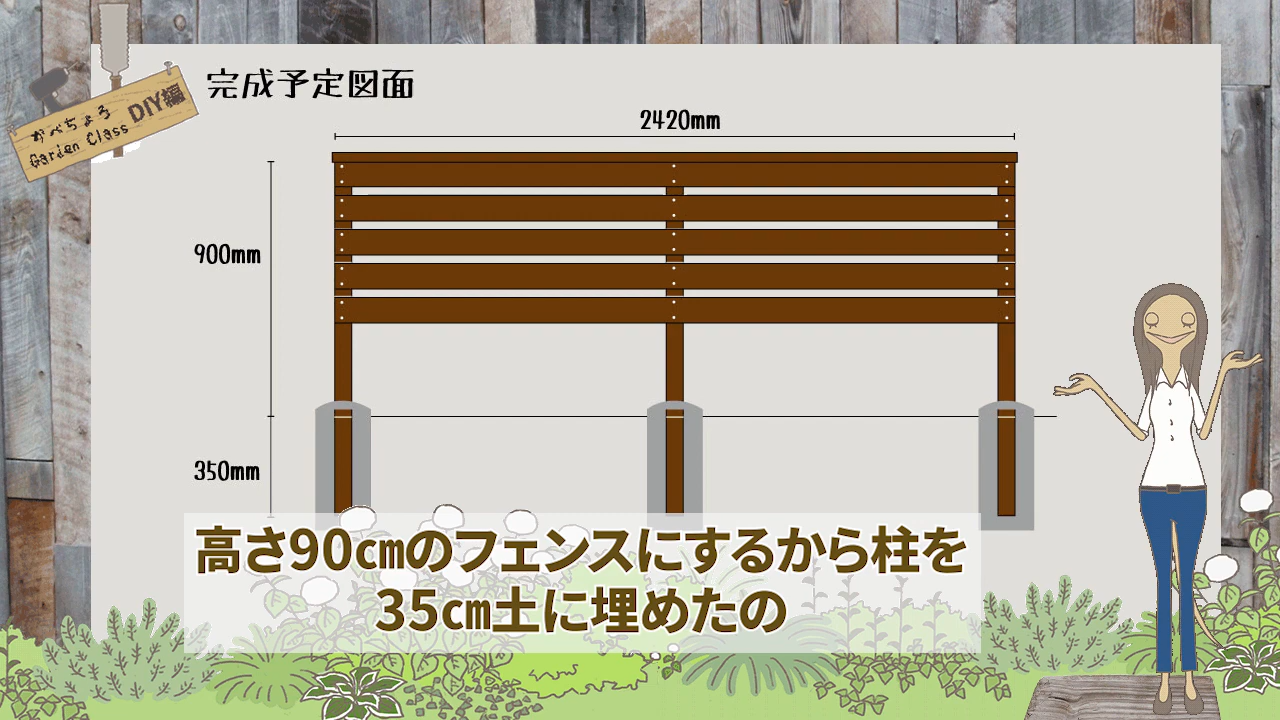 完成予定図面
かべちょろ DIY編
Garden Class
2420mm
900mm
350mm
高さ90㎝のフェンスにするから柱を
35㎝土に埋めたの